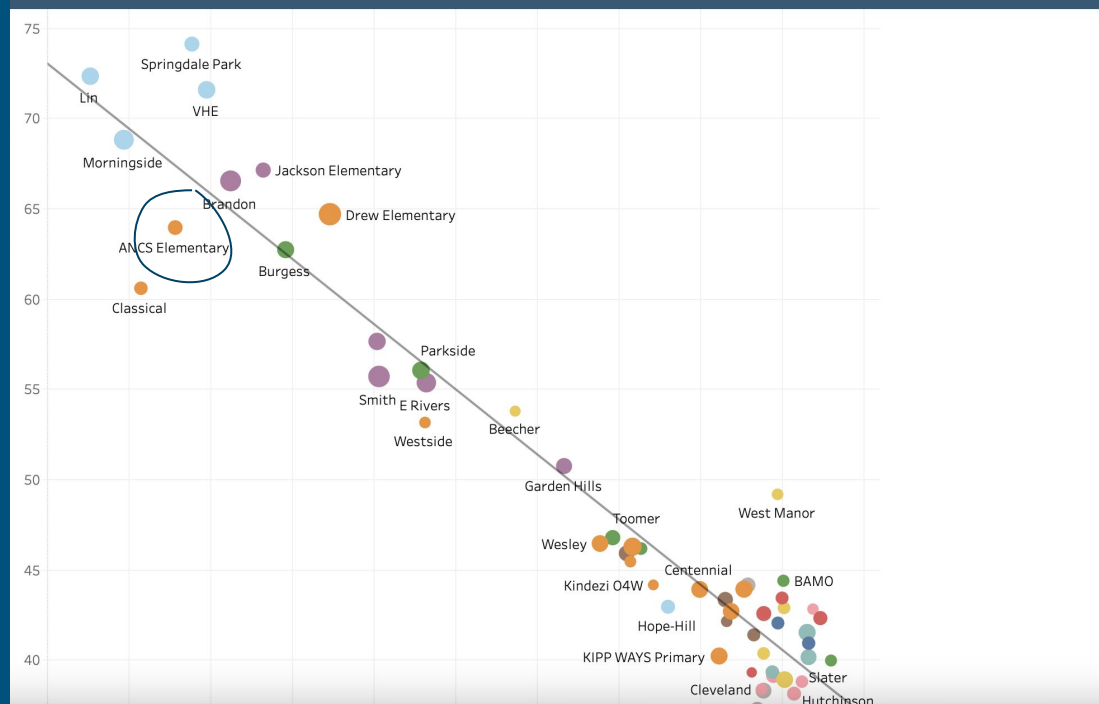 75
Springdale Park
Lin
VHE
70
Morningside
Jackson Elementary
Brandon
65
Drew Elementary
ANCS Elementary
Burgess
60
Classical
Parkside
55
Smith
E Rivers
Westside
Beecher
50
Garden Hills
West Manor
Toomer
Wesley
45
Centennial
Kindezi O4W
BAMO
Hope-Hill
40
KIPP WAYS Primary
Slater
Cleveland
Hutchinson